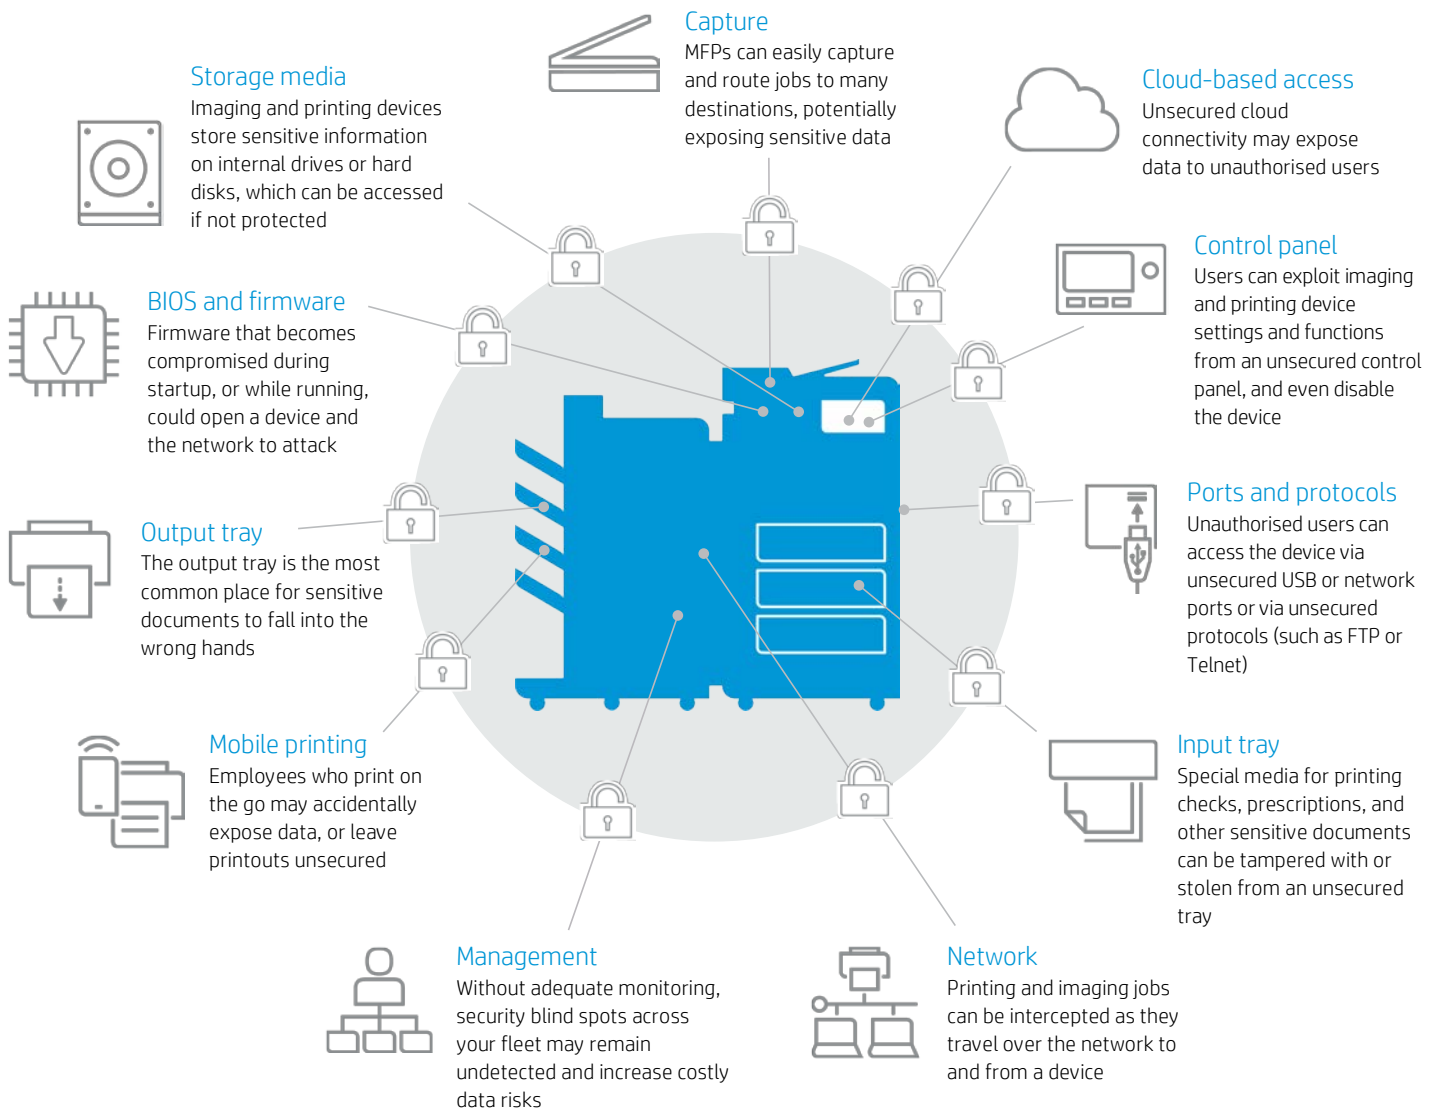 Capture
MFPs can easily capture
and route jobs to many
destinations, potentially
exposing sensitive data
Storage media
Imaging and printing devices
store sensitive information
on internal drives or hard
disks, which can be accessed
if not protected
Cloud-based access
Unsecured cloud
connectivity may expose
data to unauthorised users
Control panel
Users can exploit imaging
and printing device
settings and functions
from an unsecured control
panel, and even disable
the device
BIOS and firmware
Firmware that becomes
compromised during
startup, or while running,
could open a device and
the network to attack
Ports and protocols
Unauthorised users can
access the device via
unsecured USB or network
ports or via unsecured
protocols (such as FTP or
Telnet)
Output tray
The output tray is the most
common place for sensitive
documents to fall into the
wrong hands
Mobile printing
Employees who print on
the go may accidentally
expose data, or leave
printouts unsecured
Input tray
Special media for printing
checks, prescriptions, and
other sensitive documents
can be tampered with or
stolen from an unsecured
tray
Management
Without adequate monitoring,
security blind spots across
your fleet may remain
undetected and increase costly
data risks
Network
Printing and imaging jobs
can be intercepted as they
travel over the network to
and from a device